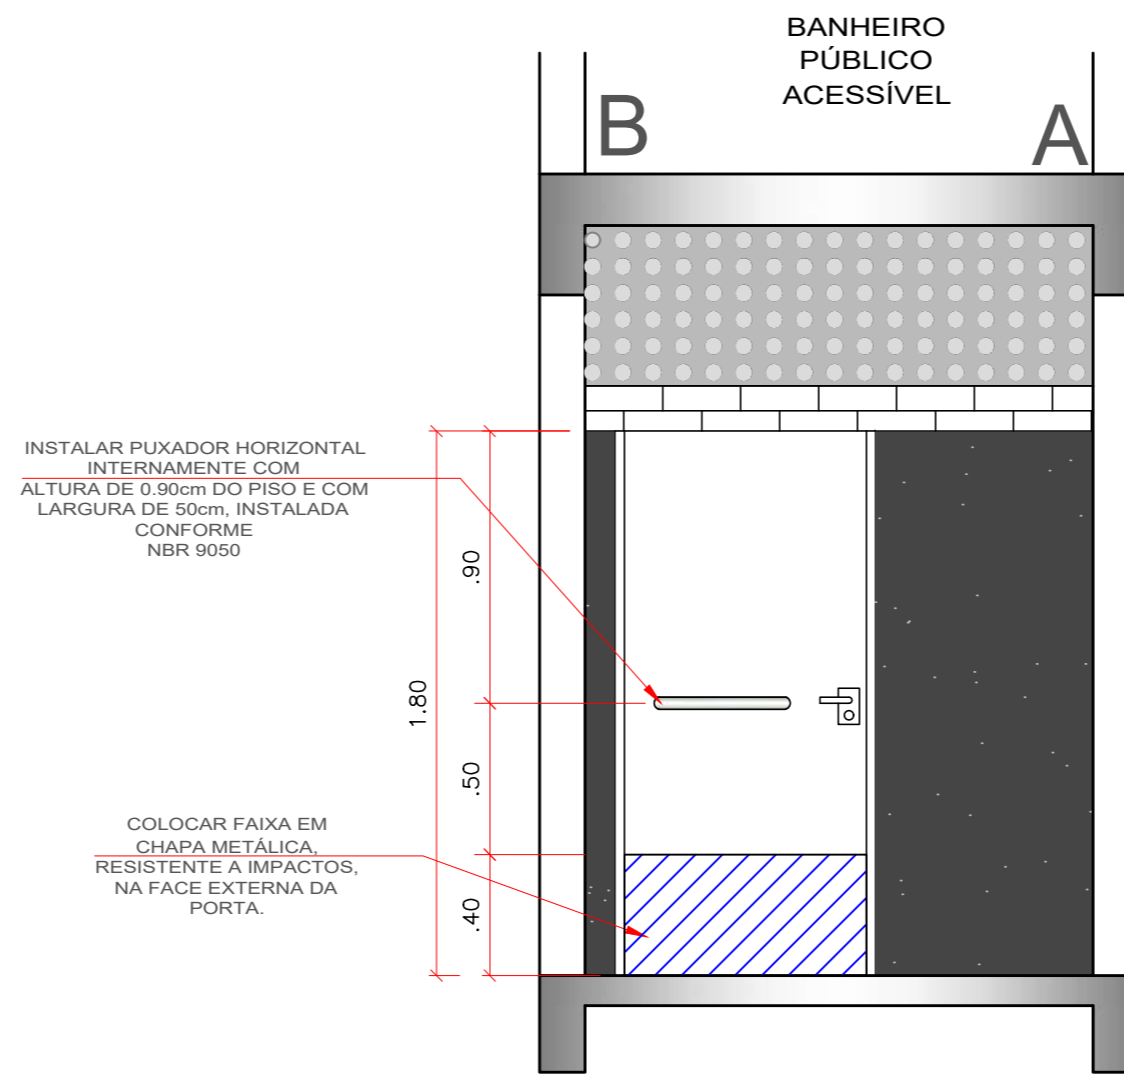 BANHEIRO
PÚBLICO
ACESSÍVEL
B
A
INSTALAR PUXADOR HORIZONTAL
INTERNAMENTE COM
ALTURA DE 0.90cm DO PISO E COM
LARGURA DE 50cm, INSTALADA
CONFORME
NBR 9050
.90
1.80
.50
COLOCAR FAIXA EM
CHAPA METÁLICA,
RESISTENTE A IMPACTOS,
NA FACE EXTERNA DA
PORTA.
.40